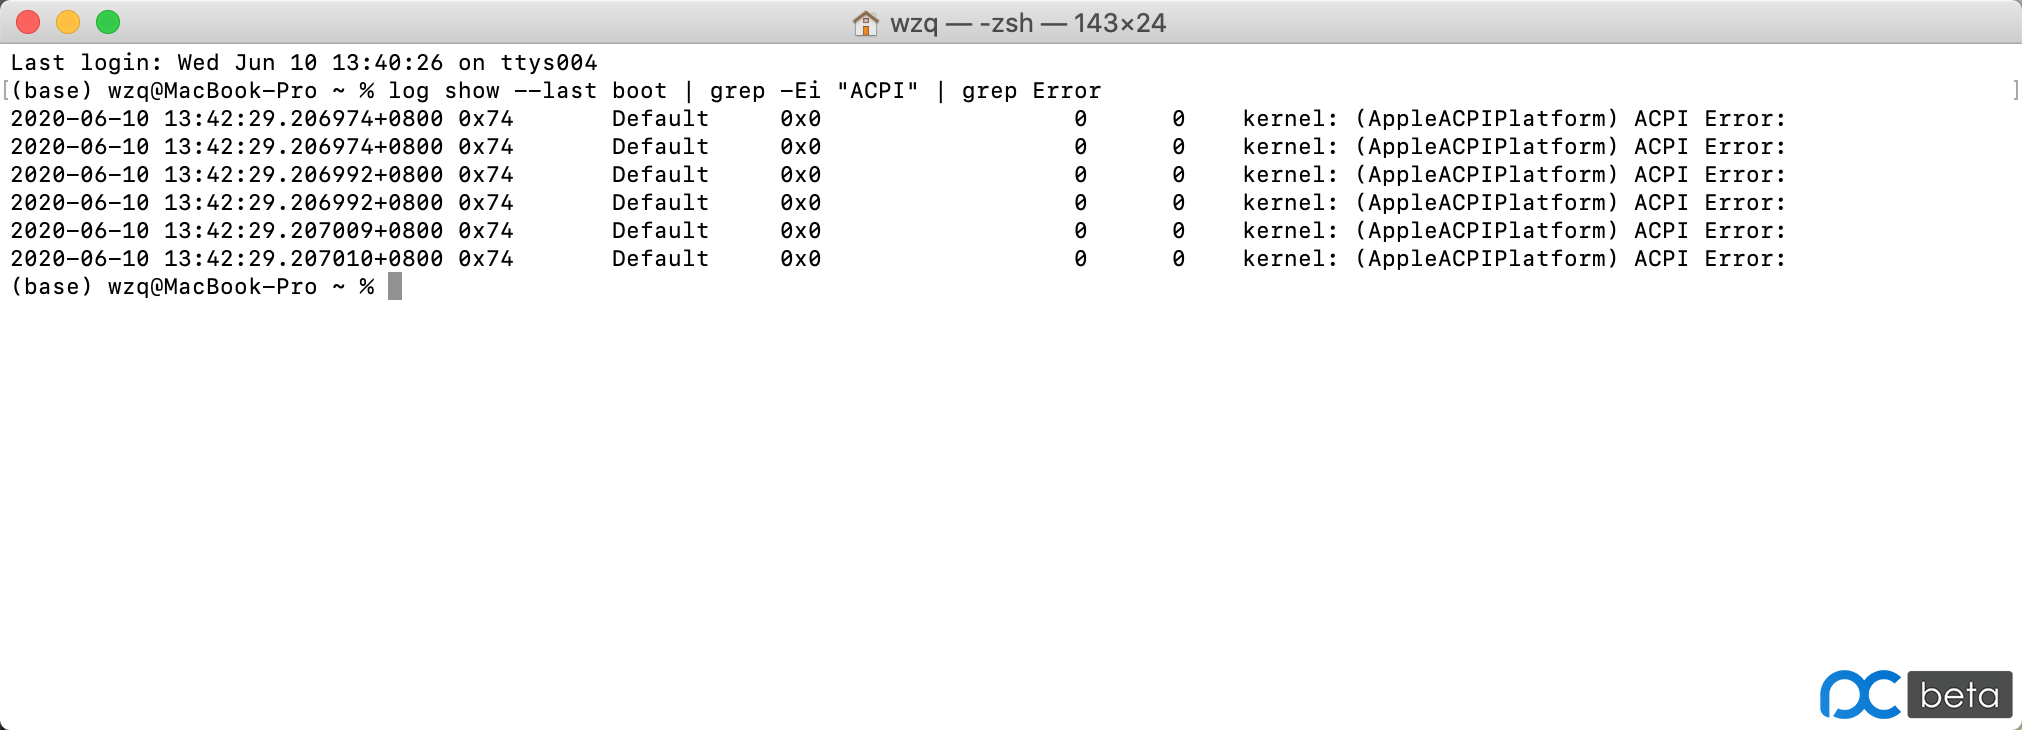 wzq — -zsh — 143×24
Last login: Wed Jun 10 13:40:26 on ttys004
[(base) wzq@MacBook-Pro ~ % log show --last boot | grep -Ei "ACPI" | grep Error ]
2020-06-10 13:42:29.206974+0800 0x74       Default     0x0                  0      0    kernel: (AppleACPIPlatform) ACPI Error:
2020-06-10 13:42:29.206974+0800 0x74       Default     0x0                  0      0    kernel: (AppleACPIPlatform) ACPI Error:
2020-06-10 13:42:29.206992+0800 0x74       Default     0x0                  0      0    kernel: (AppleACPIPlatform) ACPI Error:
2020-06-10 13:42:29.206992+0800 0x74       Default     0x0                  0      0    kernel: (AppleACPIPlatform) ACPI Error:
2020-06-10 13:42:29.207009+0800 0x74       Default     0x0                  0      0    kernel: (AppleACPIPlatform) ACPI Error:
2020-06-10 13:42:29.207010+0800 0x74       Default     0x0                  0      0    kernel: (AppleACPIPlatform) ACPI Error:
(base) wzq@MacBook-Pro ~ %
pc beta